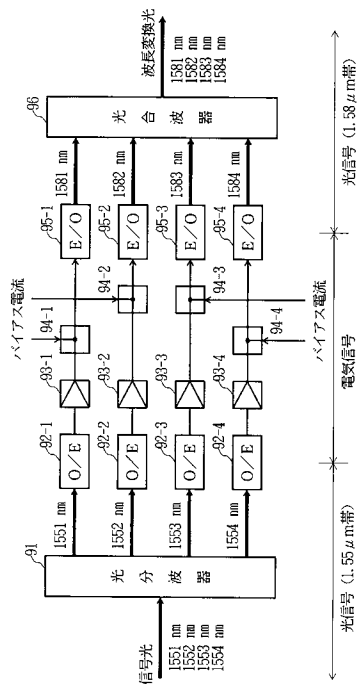 信号光
1551 nm
1552 nm
1553 nm
1554 nm
91
光分波器
1551 nm
1552 nm
1553 nm
1554 nm
92-1
O/E
92-2
O/E
92-3
O/E
92-4
O/E
93-1
93-2
93-3
93-4
バイアス電流
94-1
94-2
94-3
94-4
バイアス電流
95-1
E/O
95-2
E/O
95-3
E/O
95-4
E/O
1581 nm
1582 nm
1583 nm
1584 nm
96
光合波器
波長変換光
1581 nm
1582 nm
1583 nm
1584 nm
光信号(1.55μm帯)
電気信号
光信号(1.58μm帯)